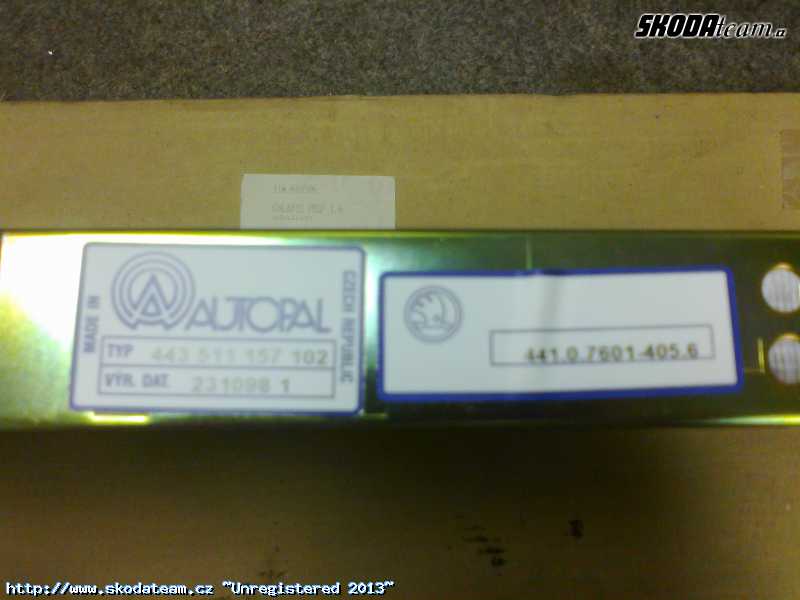 SKODAteam.cz
MADE IN
AUTOPAL
CZECH REPUBLIC
TYP 443 511 157 102
VÝR. DAT. 231098 1
441.0.7601-405.6
http://www.skodateam.cz ~Unregistered 2013~